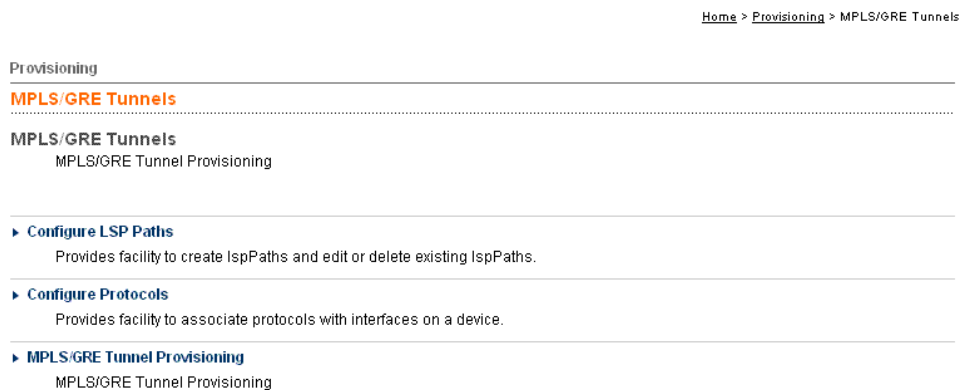 Home > Provisioning > MPLS/GRE Tunnels
Provisioning
MPLS/GRE Tunnels
MPLS/GRE Tunnels
MPLS/GRE Tunnel Provisioning
Configure LSP Paths
Provides facility to create lspPaths and edit or delete existing lspPaths.
Configure Protocols
Provides facility to associate protocols with interfaces on a device.
MPLS/GRE Tunnel Provisioning
MPLS/GRE Tunnel Provisioning